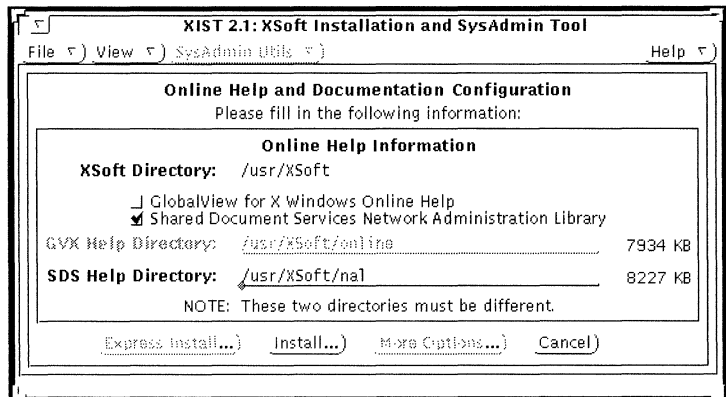 XIST 2.1: XSoft Installation and SysAdmin Tool
File View SysAdmin Utils Help
Online Help and Documentation Configuration
Please fill in the following information:
Online Help Information
XSoft Directory: /usr/XSoft
GlobalView for X Windows Online Help
Shared Document Services Network Administration Library
GVX Help Directory: /usr/XSoft/online 7934 KB
SDS Help Directory: /usr/XSoft/nal 8227 KB
NOTE: These two directories must be different.
Express Install...) Install...) More Options...) Cancel)